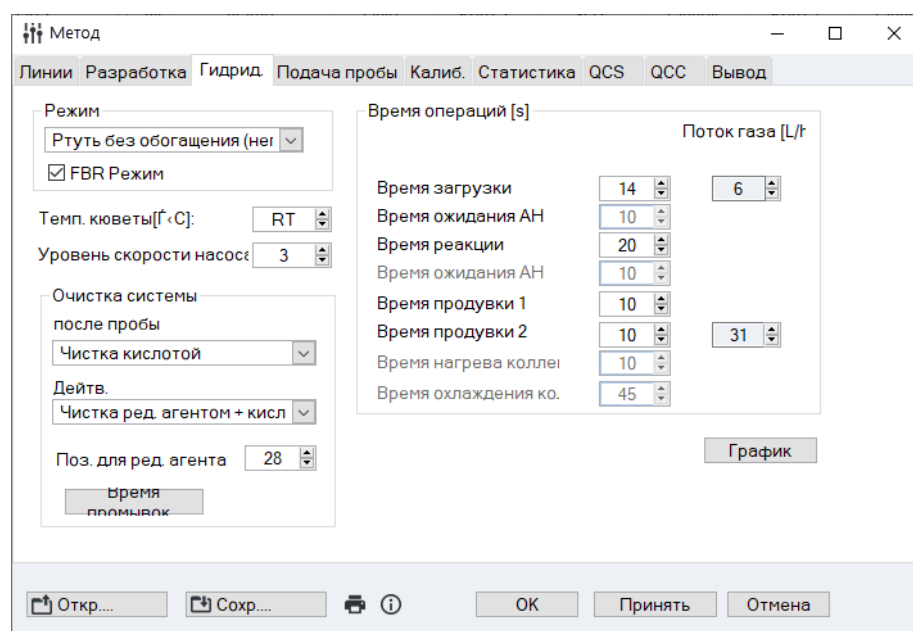 Метод
Линии Разработка Гидрид. Подача пробы Калиб. Статистика QCS QCC Вывод
Режим
Ртуть без обогащения (неп
FBR Режим
Темп. кюветы[Ґ‹C]: RT
Уровень скорости насоса 3
Очистка системы
после пробы
Чистка кислотой
Дейтв.
Чистка ред. агентом + кисл
Поз. для ред. агента 28
Время
промывок
Время операций [s]
Поток газа [L/h
Время загрузки 14 6
Время ожидания АН 10
Время реакции 20
Время ожидания АН 10
Время продувки 1 10
Время продувки 2 10 31
Время нагрева коллек 10
Время охлаждения ко. 45
График
Откр.... Сохр.... OK Принять Отмена